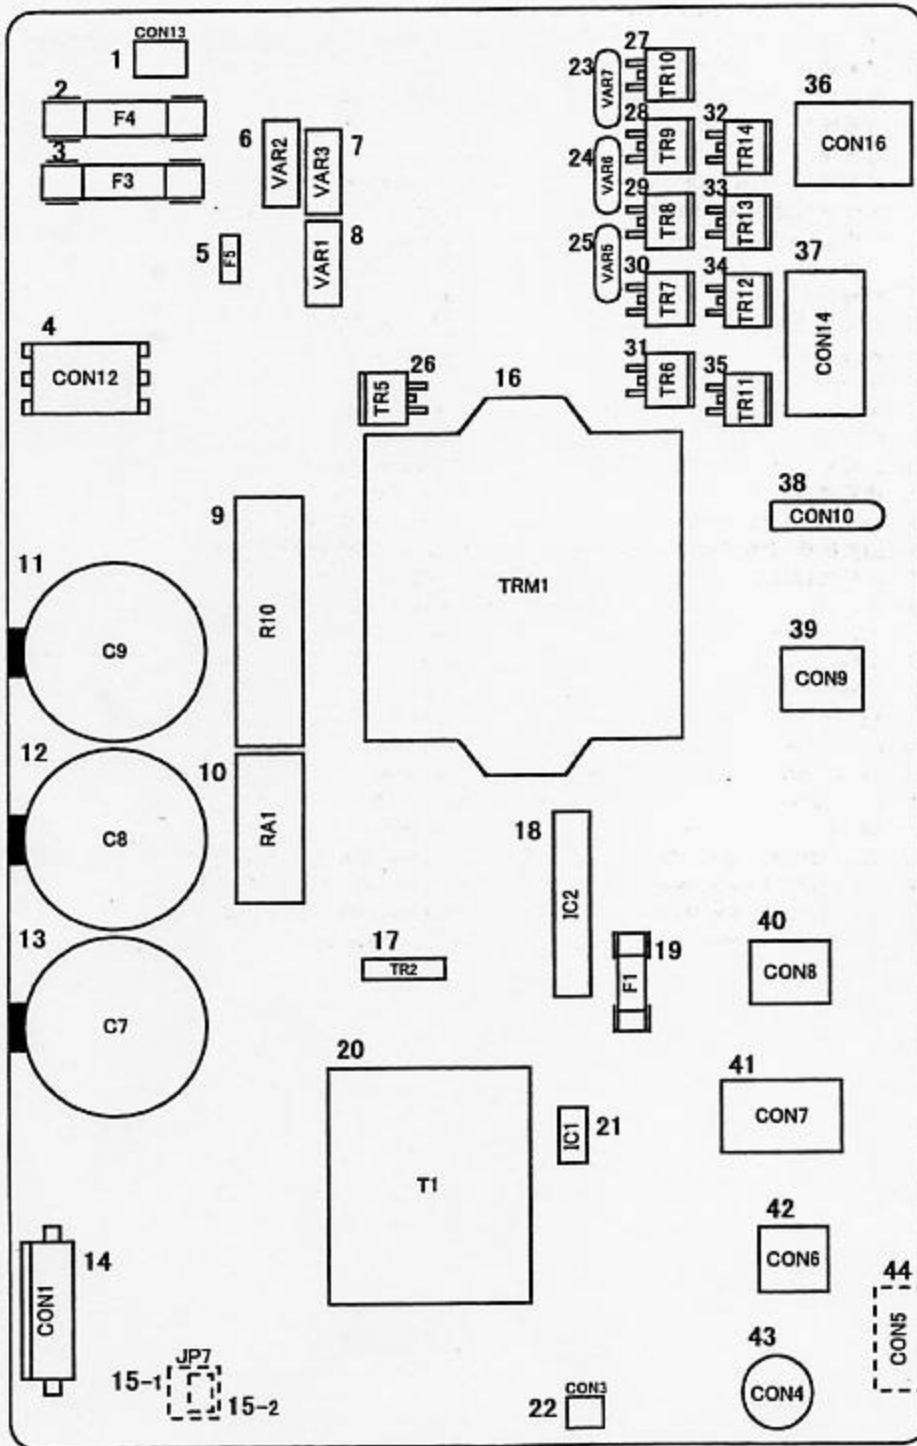 CON13
1
2
F4
3
F3
6
VAR2
7
VAR3
5
F5
8
VAR1
4
CON12
23
VAR7
27
TR10
24
VAR6
28
TR9
32
TR14
36
CON16
29
TR8
33
TR13
25
VAR5
30
TR7
34
TR12
37
CON14
31
TR6
35
TR11
TR5
26
16
TRM1
38
CON10
9
R10
11
C9
39
CON9
12
C8
10
RA1
18
IC2
13
C7
17
TR2
19
F1
40
CON8
20
T1
IC1
21
41
CON7
42
CON6
14
CON1
44
CON5
43
CON4
JP7
15-1
15-2
CON3
22